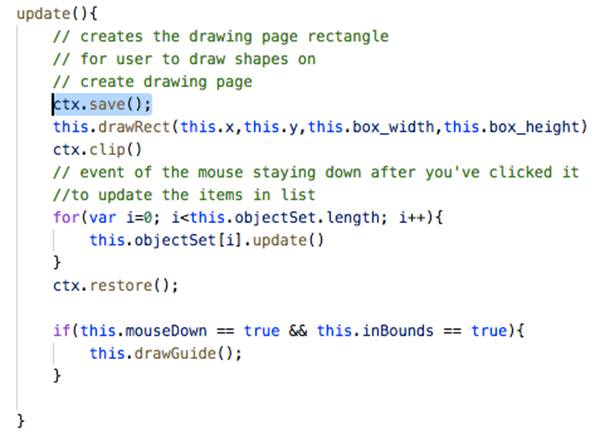 update(){
// creates the drawing page rectangle
// for user to draw shapes on
// create drawing page
ctx.save();
this.drawRect(this.x,this.y,this.box_width,this.box_height)
ctx.clip()
// event of the mouse staying down after you've clicked it
//to update the items in list
for(var i=0; i<this.objectSet.length; i++){
this.objectSet[i].update()
}
ctx.restore();
if(this.mouseDown == true && this.inBounds == true){
this.drawGuide();
}
}